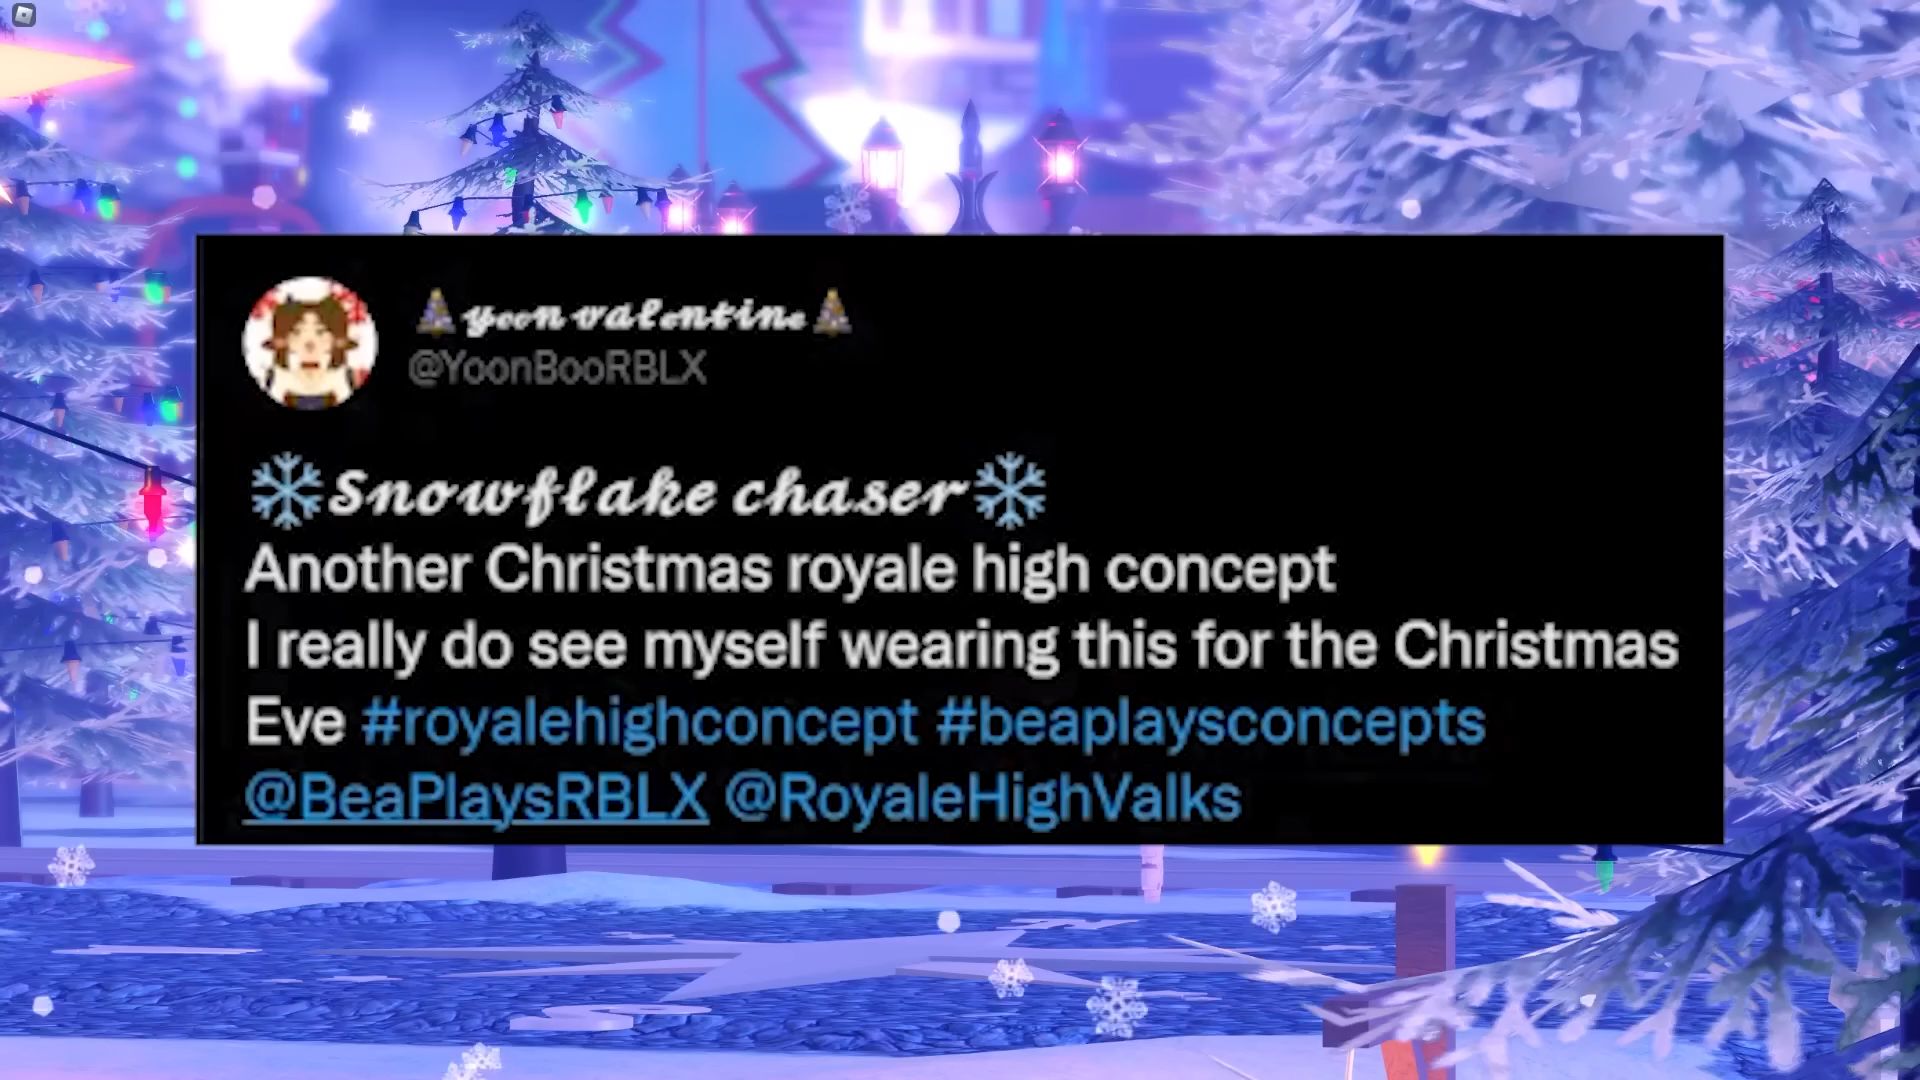 🎄𝔂𝓸𝓸𝓷 𝓿𝓪𝓵𝓮𝓷𝓽𝓲𝓷𝓮🎄
@YoonBooRBLX
❄️𝓢𝓷𝓸𝔀𝓯𝓵𝓪𝓴𝓮 𝓬𝓱𝓪𝓼𝓮𝓻❄️
Another Christmas royale high concept
I really do see myself wearing this for the Christmas
Eve #royalehighconcept #beaplaysconcepts
@BeaPlaysRBLX @RoyaleHighValks